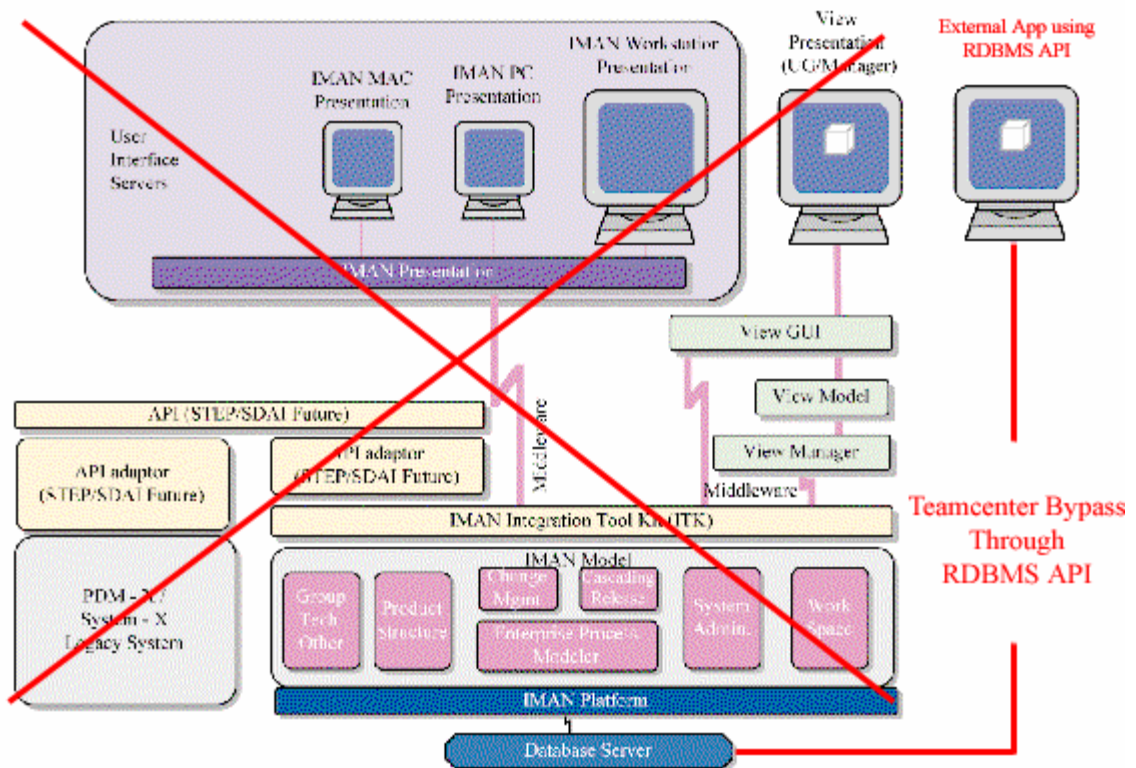 IMAN Workstation
Presentation
View
Presentation
(UG/Manager)
External App using
RDBMS API
IMAN MAC
Presentation
IMAN PC
Presentation
User
Interface
Servers
IMAN Presentation
View GUI
View Model
View Manager
API (STEP/SDAI Future)
API adaptor
(STEP/SDAI Future)
API adaptor
(STEP/SDAI Future)
Middleware
Middleware
IMAN Integration Tool Kit (ITK)
Teamcenter Bypass
Through
RDBMS API
IMAN Model
PDM - X /
System - X
Legacy System
Group
Tech
Other
Product
Structure
Change
Mgmt
Cascading
Release
Enterprise Process
Modeler
System
Admin.
Work
Space
IMAN Platform
Database Server